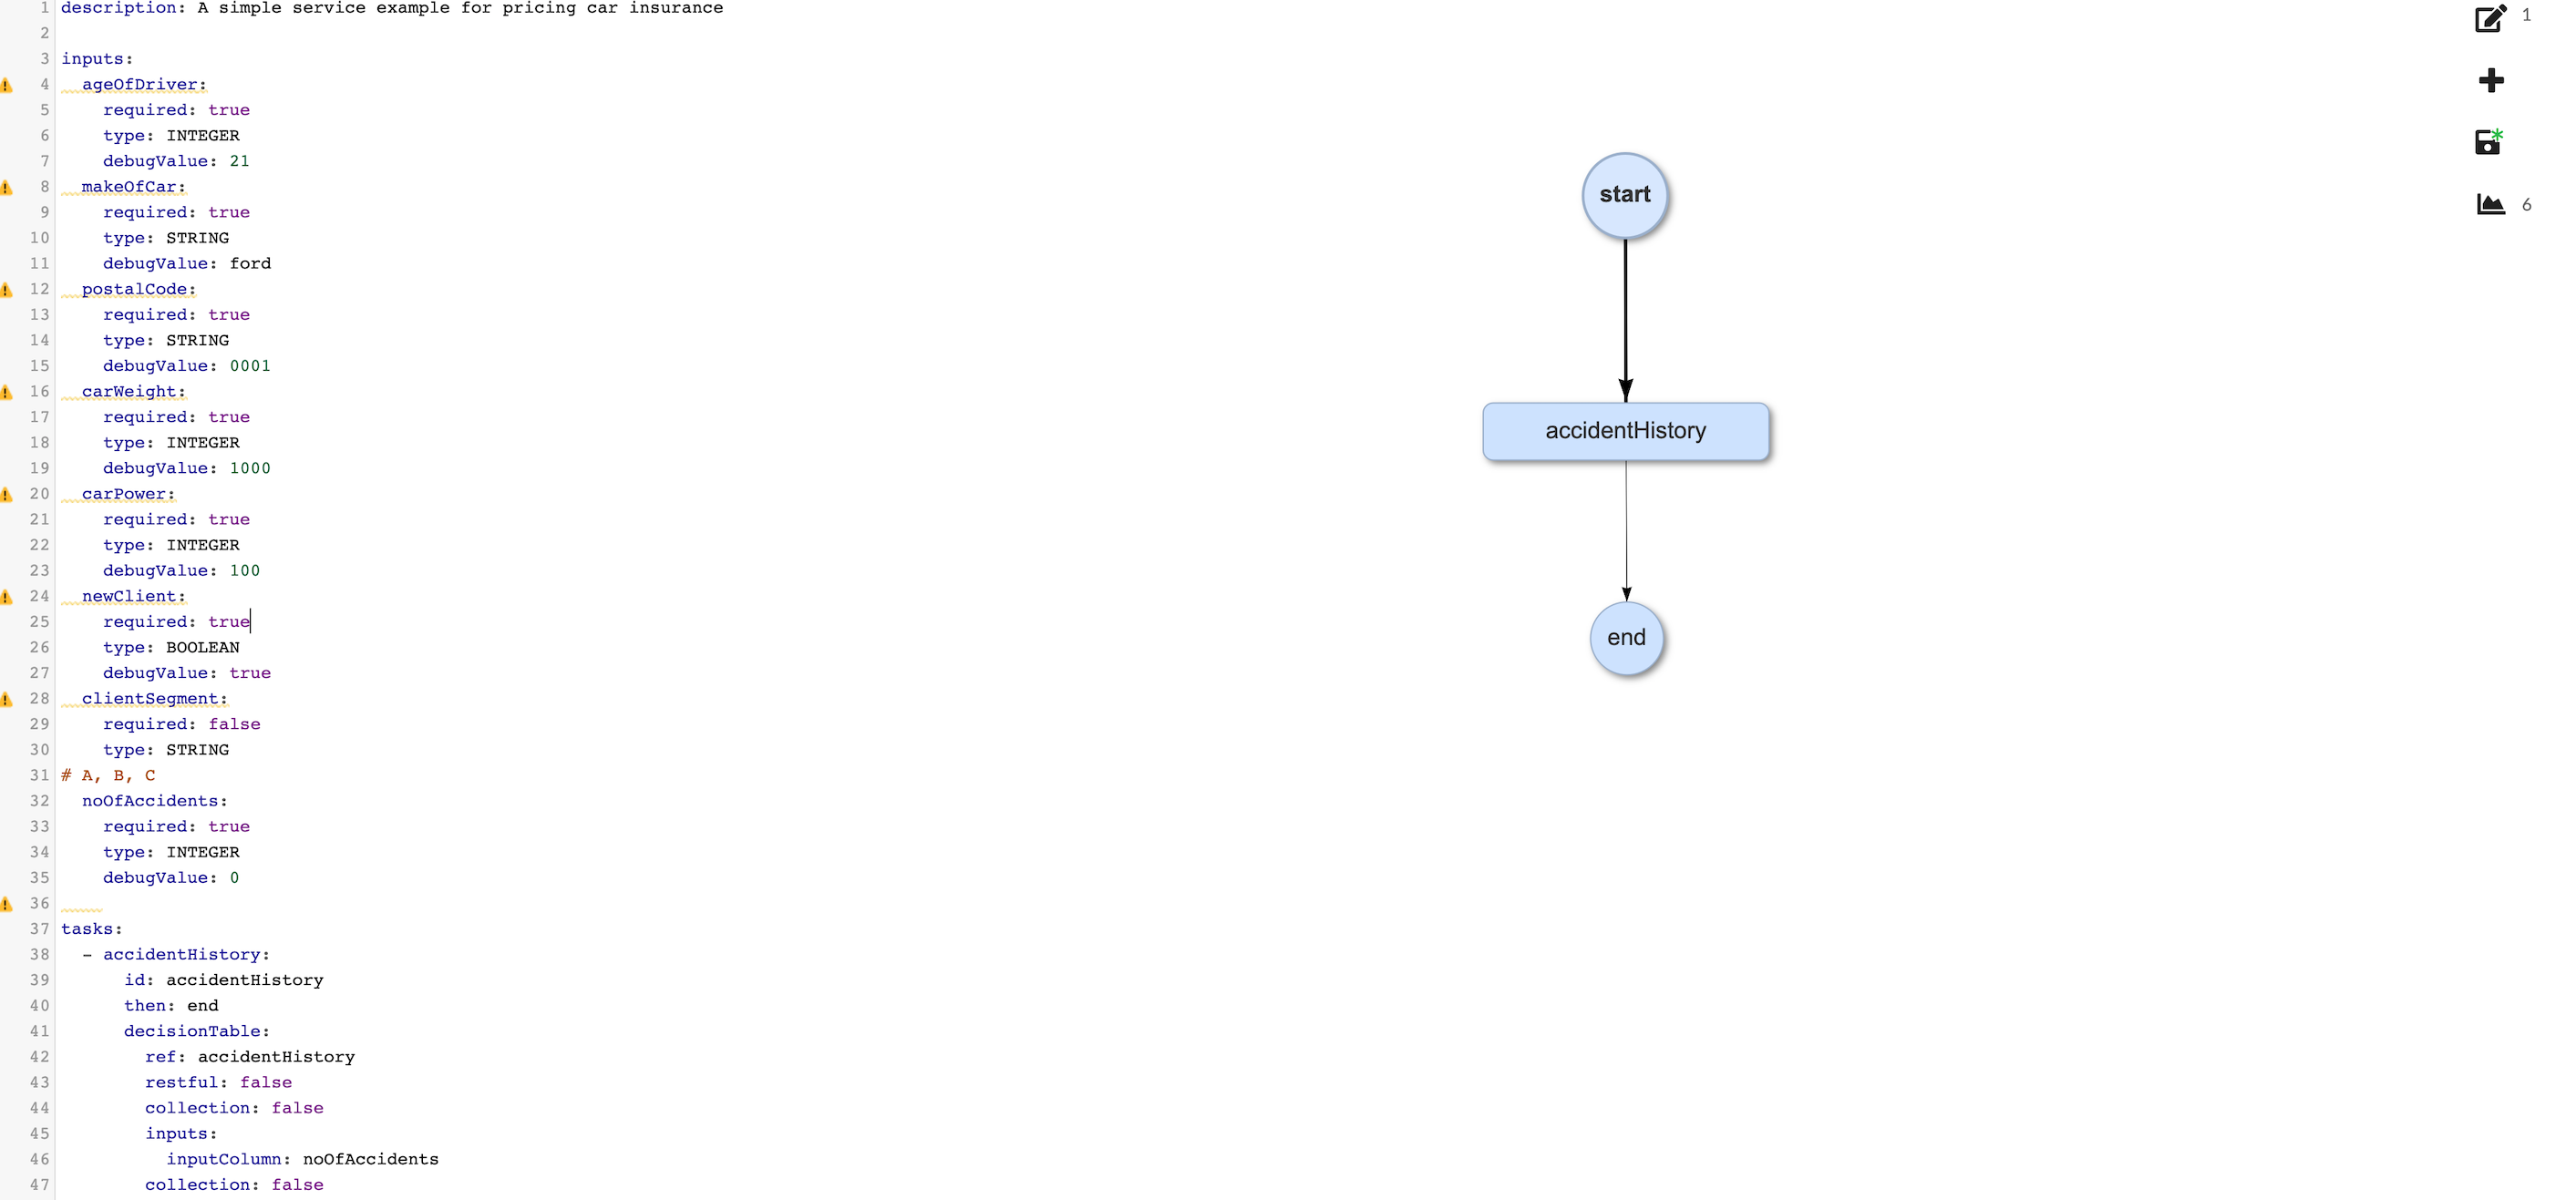 1 description: A simple service example for pricing car insurance
2
3 inputs:
4   ageOfDriver:
5     required: true
6     type: INTEGER
7     debugValue: 21
8   makeOfCar:
9     required: true
10     type: STRING
11     debugValue: ford
12   postalCode:
13     required: true
14     type: STRING
15     debugValue: 0001
16   carWeight:
17     required: true
18     type: INTEGER
19     debugValue: 1000
20   carPower:
21     required: true
22     type: INTEGER
23     debugValue: 100
24   newClient:
25     required: true
26     type: BOOLEAN
27     debugValue: true
28   clientSegment:
29     required: false
30     type: STRING
31 # A, B, C
32   noOfAccidents:
33     required: true
34     type: INTEGER
35     debugValue: 0
36
37 tasks:
38   - accidentHistory:
39       id: accidentHistory
40       then: end
41       decisionTable:
42         ref: accidentHistory
43         restful: false
44         collection: false
45         inputs:
46           inputColumn: noOfAccidents
47         collection: false
start
accidentHistory
end
1
6